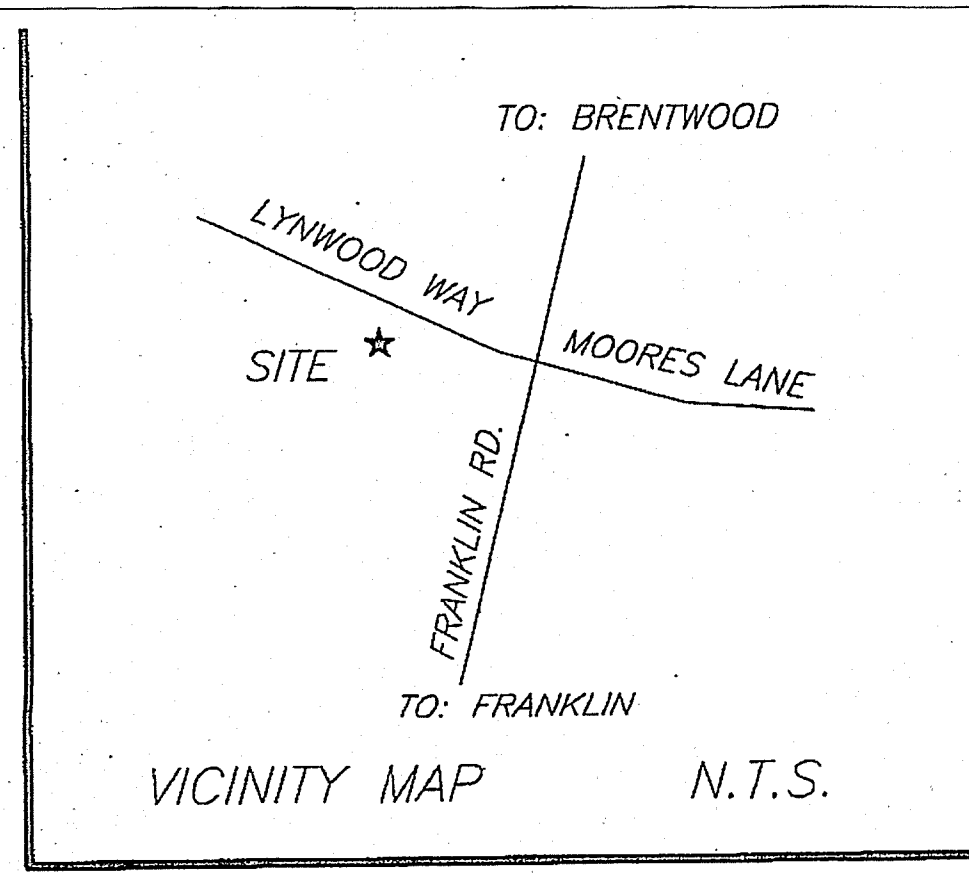 TO: BRENTWOOD
LYNWOOD WAY
MOORES LANE
SITE
FRANKLIN RD.
TO: FRANKLIN
VICINITY MAP N.T.S.